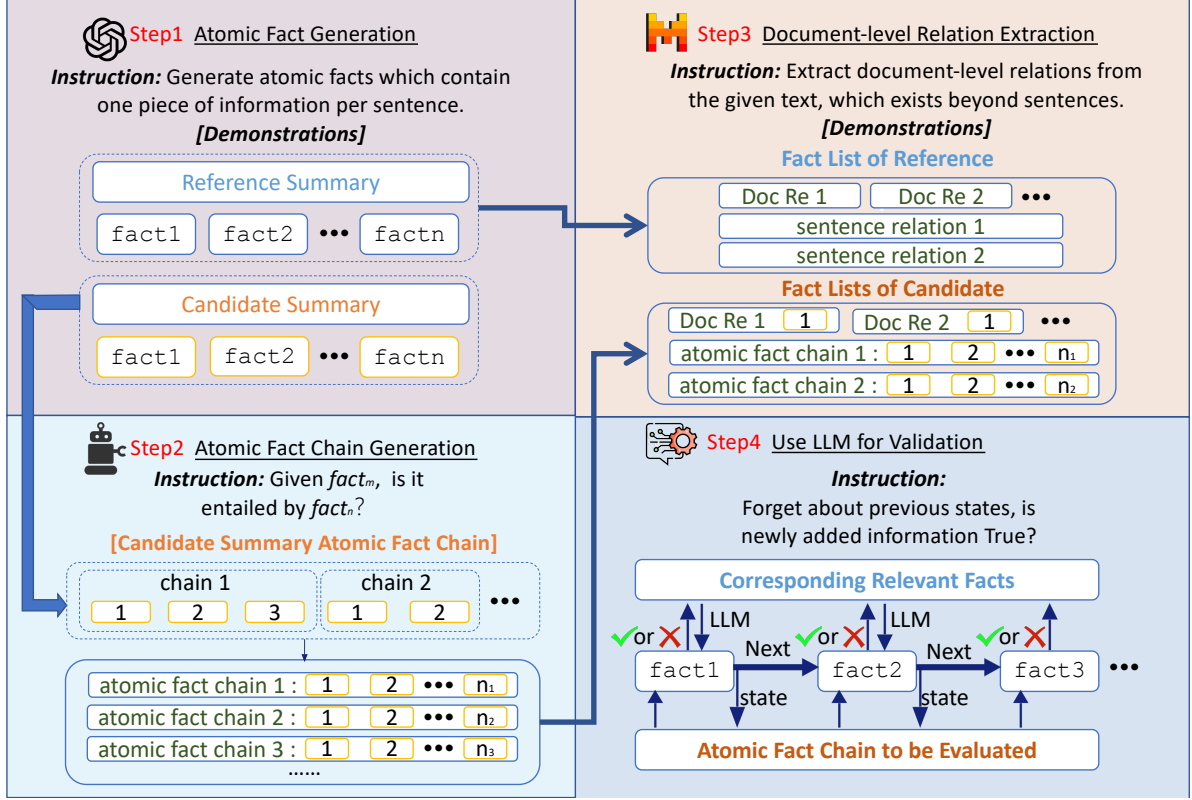 Step1 Atomic Fact Generation
Instruction: Generate atomic facts which contain
one piece of information per sentence.
[Demonstrations]
Reference Summary
fact1 fact2 ••• factn
Candidate Summary
fact1 fact2 ••• factn
Step2 Atomic Fact Chain Generation
Instruction: Given factₘ, is it
entailed by factₙ?
[Candidate Summary Atomic Fact Chain]
chain 1 chain 2
1 2 3 1 2 •••
atomic fact chain 1 : 1 2 ••• n₁
atomic fact chain 2 : 1 2 ••• n₂
atomic fact chain 3 : 1 2 ••• n₃
……
Step3 Document-level Relation Extraction
Instruction: Extract document-level relations from
the given text, which exists beyond sentences.
[Demonstrations]
Fact List of Reference
Doc Re 1 Doc Re 2 •••
sentence relation 1
sentence relation 2
Fact Lists of Candidate
Doc Re 1 1 Doc Re 2 1 •••
atomic fact chain 1 : 1 2 ••• n₁
atomic fact chain 2 : 1 2 ••• n₂
Step4 Use LLM for Validation
Instruction:
Forget about previous states, is
newly added information True?
Corresponding Relevant Facts
LLM LLM
or or or
Next Next
fact1 fact2 fact3 •••
state state
Atomic Fact Chain to be Evaluated